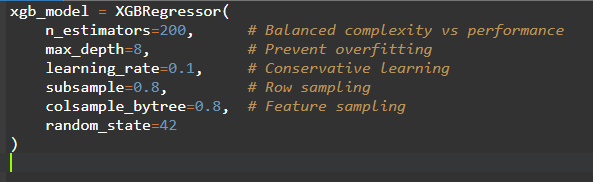 xgb_model = XGBRegressor(
    n_estimators=200,       # Balanced complexity vs performance
    max_depth=8,            # Prevent overfitting
    learning_rate=0.1,      # Conservative learning
    subsample=0.8,          # Row sampling
    colsample_bytree=0.8,   # Feature sampling
    random_state=42
)